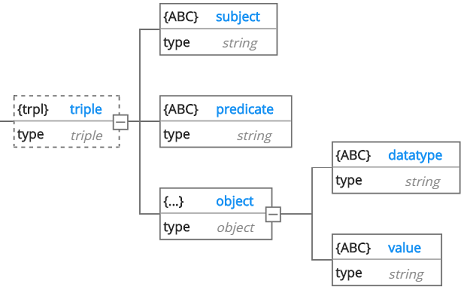 {ABC} subject
type string
{trpl} triple
type triple
{ABC} predicate
type string
{...} object
type object
{ABC} datatype
type string
{ABC} value
type string